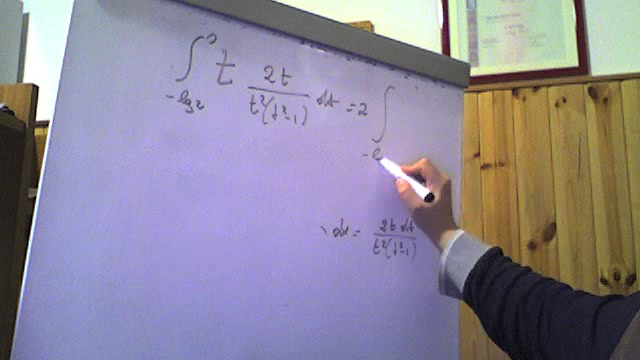 ∫_{-lg2}^{0} t 2t/(t²(t²-1)) dt = 2 ∫_{-
dx = 2t dt/(t²(t²-1))